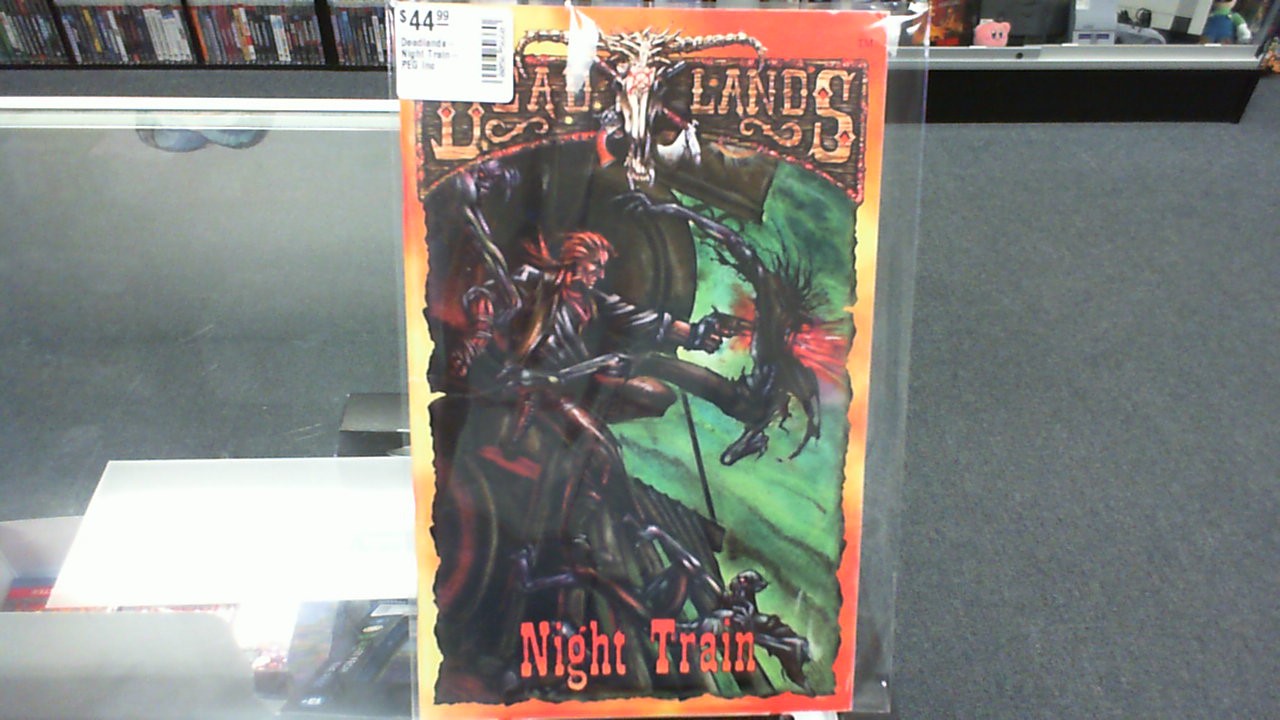 $44.99
Deadlands -
Night Train -
PEG Inc
DEADLANDS
TM
Night Train